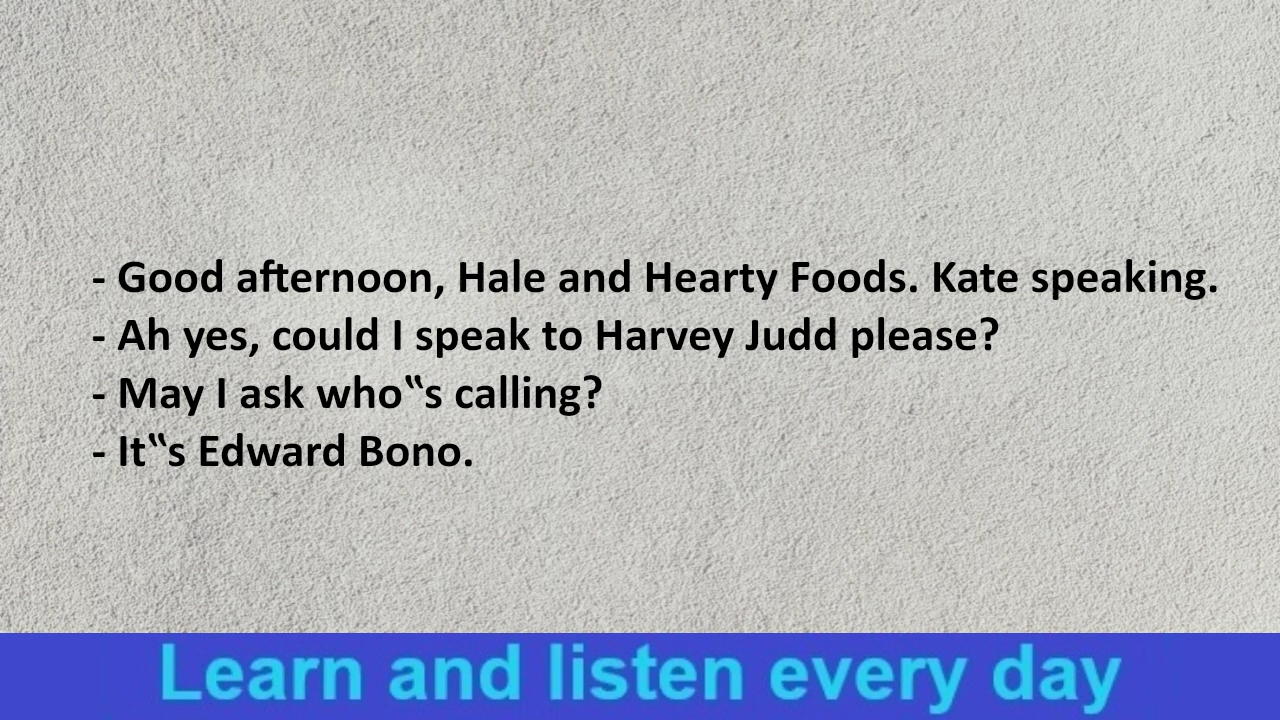 - Good afternoon, Hale and Hearty Foods. Kate speaking.
- Ah yes, could I speak to Harvey Judd please?
- May I ask who‟s calling?
- It‟s Edward Bono.
Learn and listen every day